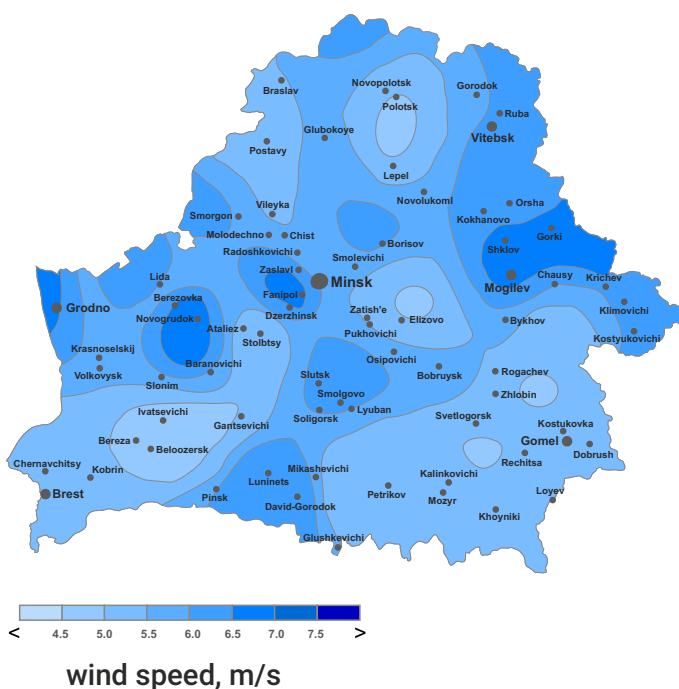 Braslav
Novopolotsk
Polotsk
Gorodok
Ruba
Vitebsk
Glubokoye
Postavy
Lepel
Novolukoml
Orsha
Kokhanovo
Vileyka
Smorgon
Molodechno
Chist
Gorki
Shklov
Borisov
Radoshkovichi
Smolevichi
Zaslavl
Minsk
Mogilev
Chausy
Krichev
Lida
Fanipol
Berezovka
Grodno
Dzerzhinsk
Klimovichi
Novogrudok
Zatish'e
Elizovo
Bykhov
Ataliez
Stolbtsy
Pukhovichi
Kostyukovichi
Krasnoselskij
Osipovichi
Volkovysk
Baranovichi
Slonim
Slutsk
Bobruysk
Rogachev
Smolgovo
Zhlobin
Ivatsevichi
Gantsevichi
Soligorsk
Lyuban
Svetlogorsk
Kostukovka
Bereza
Beloozersk
Gomel
Dobrush
Rechitsa
Chernavchitsy
Kobrin
Luninets
Mikashevichi
Kalinkovichi
Brest
Pinsk
Petrikov
Mozyr
Loyev
David-Gorodok
Khoyniki
Glushkevichi
< 4.5 5.0 5.5 6.0 6.5 7.0 7.5 >
wind speed, m/s